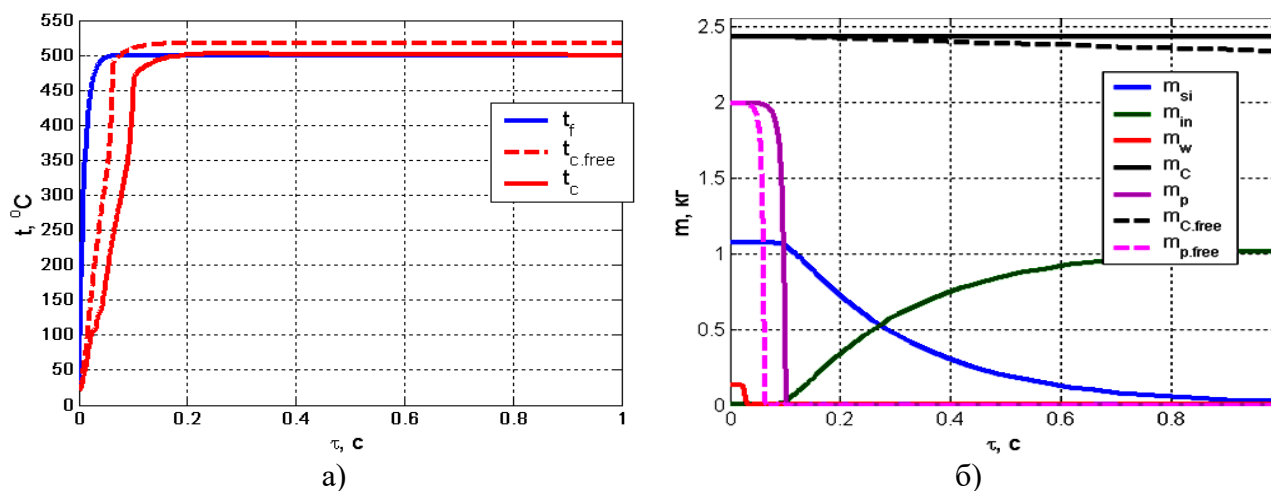 550
500
450
400
350
300
250
200
150
100
50
0
t, ⁰C
0
0.2
0.4
0.6
0.8
1
τ, c
t_f
t_c.free
t_c
а)
2.5
2
1.5
1
0.5
0
m, кг
0
0.2
0.4
0.6
0.8
τ, c
m_si
m_in
m_w
m_C
m_p
m_C.free
m_p.free
б)